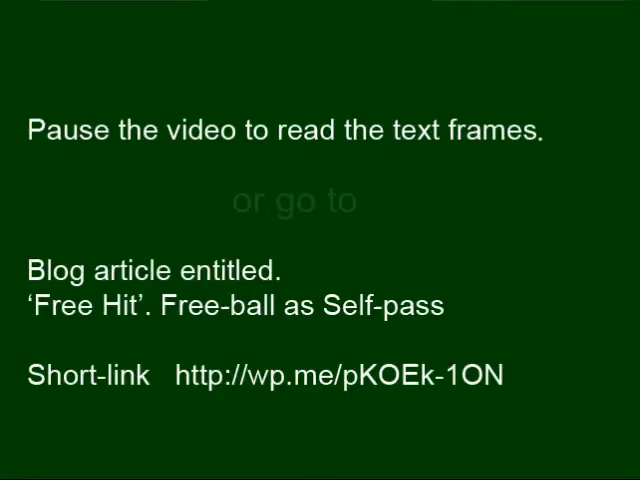 Pause the video to read the text frames.
or go to
Blog article entitled.
‘Free Hit’. Free-ball as Self-pass
Short-link http://wp.me/pKOEk-1ON